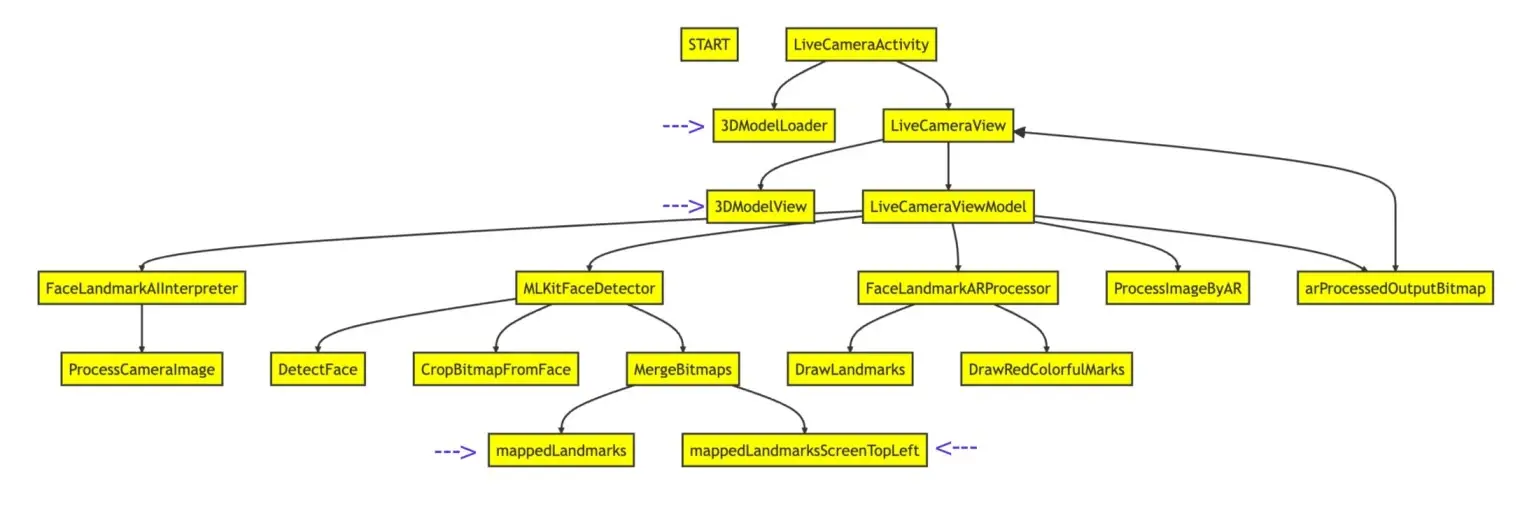 START
LiveCameraActivity
---> 3DModelLoader
LiveCameraView
---> 3DModelView
LiveCameraViewModel
FaceLandmarkAIInterpreter
MLKitFaceDetector
FaceLandmarkARProcessor
ProcessImageByAR
arProcessedOutputBitmap
ProcessCameraImage
DetectFace
CropBitmapFromFace
MergeBitmaps
DrawLandmarks
DrawRedColorfulMarks
---> mappedLandmarks
mappedLandmarksScreenTopLeft <---